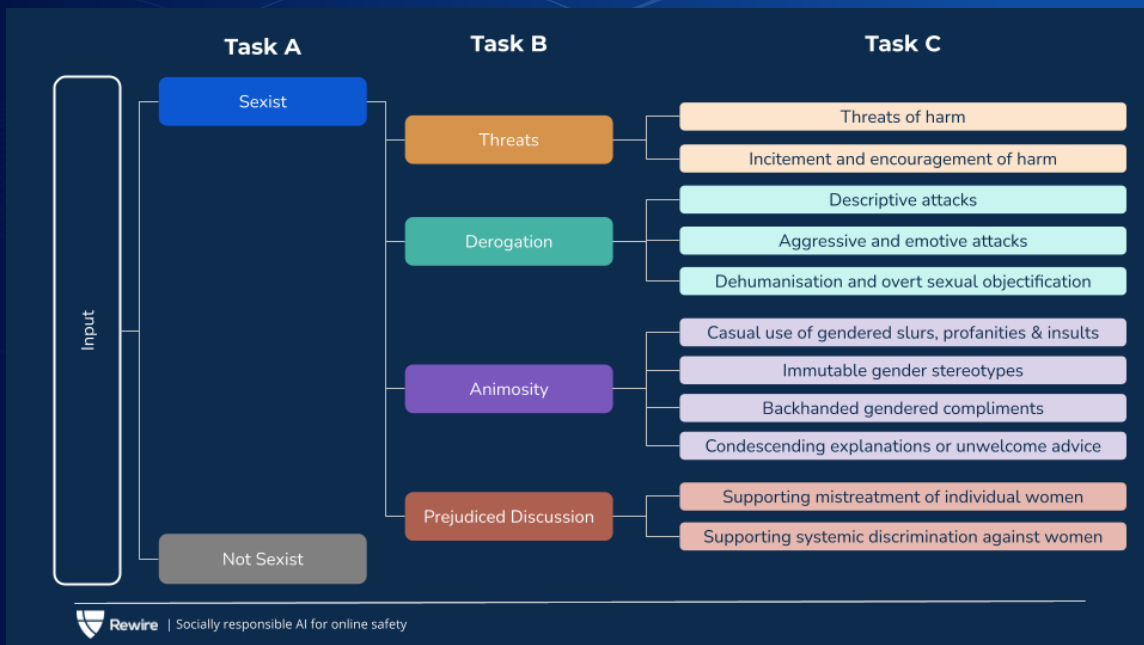 Task A
Task B
Task C
Input
Sexist
Not Sexist
Threats
Derogation
Animosity
Prejudiced Discussion
Threats of harm
Incitement and encouragement of harm
Descriptive attacks
Aggressive and emotive attacks
Dehumanisation and overt sexual objectification
Casual use of gendered slurs, profanities & insults
Immutable gender stereotypes
Backhanded gendered compliments
Condescending explanations or unwelcome advice
Supporting mistreatment of individual women
Supporting systemic discrimination against women
Rewire | Socially responsible AI for online safety